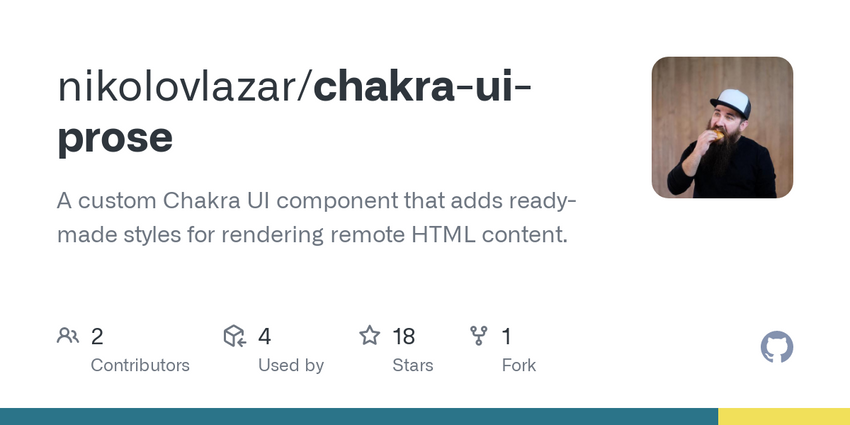 nikolovlazar/chakra-ui-
prose
A custom Chakra UI component that adds ready-
made styles for rendering remote HTML content.
2
Contributors
4
Used by
18
Stars
1
Fork